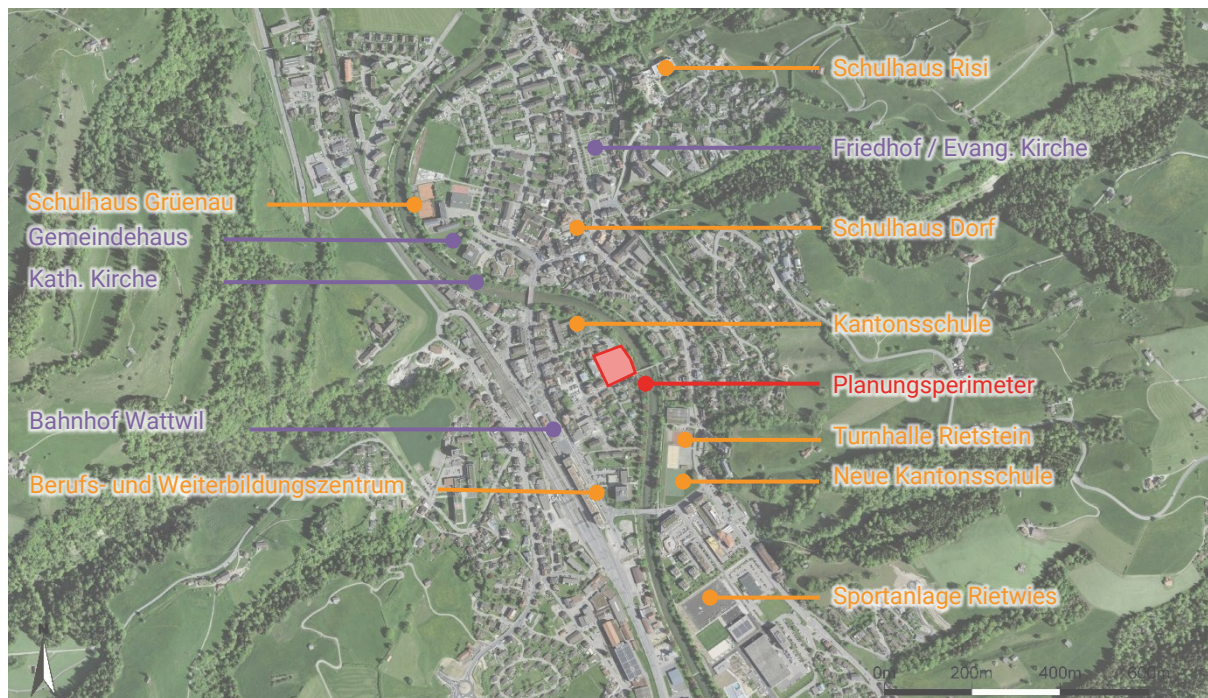 Schulhaus Risi
Friedhof / Evang. Kirche
Schulhaus Grüenau
Schulhaus Dorf
Gemeindehaus
Kath. Kirche
Kantonsschule
Planungsperimeter
Bahnhof Wattwil
Turnhalle Rietstein
Neue Kantonsschule
Berufs- und Weiterbildungszentrum
Sportanlage Rietwies
0m 200m 400m 600m